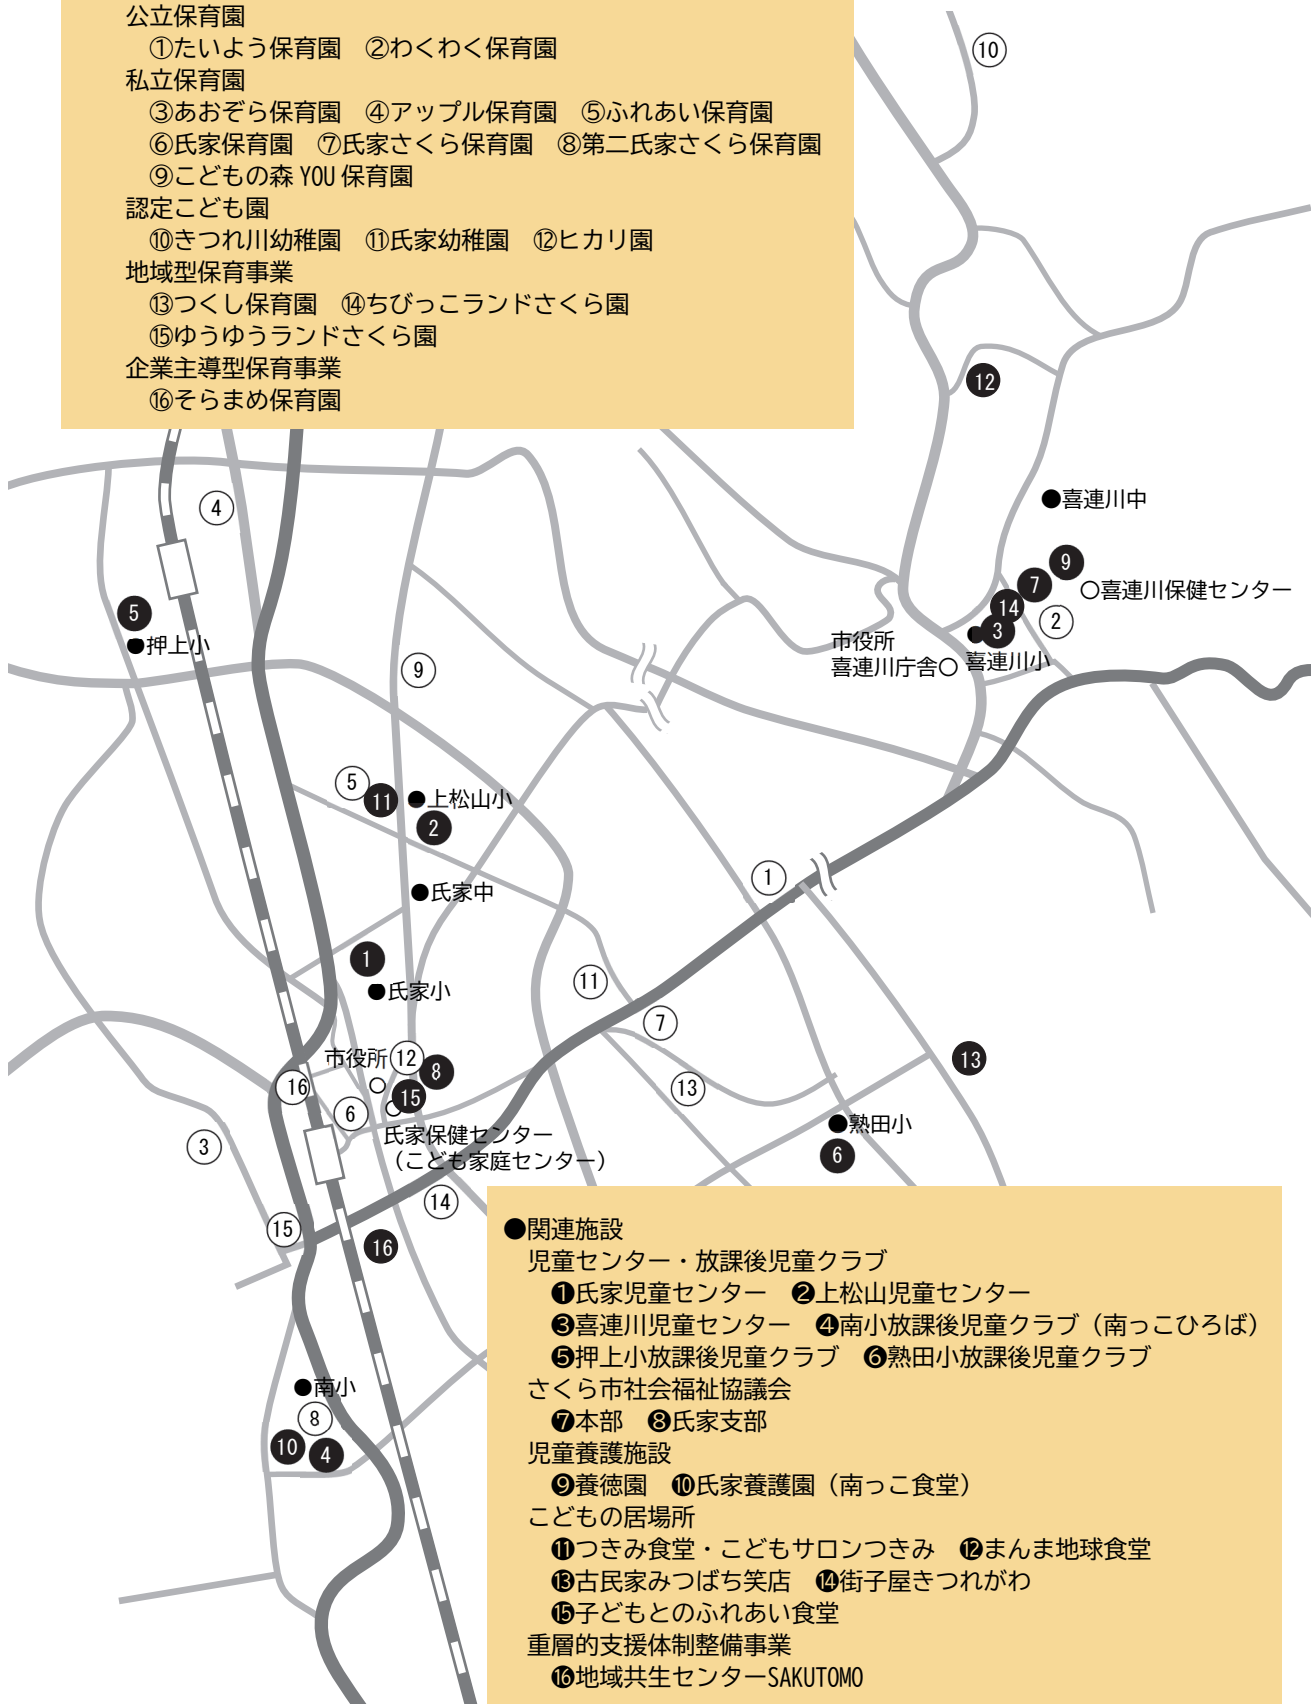 公立保育園
①たいよう保育園　②わくわく保育園
私立保育園
③あおぞら保育園　④アップル保育園　⑤ふれあい保育園
⑥氏家保育園　⑦氏家さくら保育園　⑧第二氏家さくら保育園
⑨こどもの森 YOU 保育園
認定こども園
⑩きつれ川幼稚園　⑪氏家幼稚園　⑫ヒカリ園
地域型保育事業
⑬つくし保育園　⑭ちびっこランドさくら園
⑮ゆうゆうランドさくら園
企業主導型保育事業
⑯そらまめ保育園
⑩
⓬
④
●喜連川中
❾
❼
○喜連川保健センター
⓮
②
❺
❸
●押上小
市役所
喜連川庁舎○
喜連川小
⑨
⑤
⓫
●上松山小
❷
①
●氏家中
❶
⑪
●氏家小
⑦
市役所
⑫
❽
⓭
⑯
⓯
⑬
⑥
●熟田小
③
氏家保健センター
（こども家庭センター）
❻
⑭
⑮
⓰
●南小
⑧
❿
❹
●関連施設
児童センター・放課後児童クラブ
❶氏家児童センター　❷上松山児童センター
❸喜連川児童センター　❹南小放課後児童クラブ（南っこひろば）
❺押上小放課後児童クラブ　❻熟田小放課後児童クラブ
さくら市社会福祉協議会
❼本部　❽氏家支部
児童養護施設
❾養徳園　❿氏家養護園（南っこ食堂）
こどもの居場所
⓫つきみ食堂・こどもサロンつきみ　⓬まんま地球食堂
⓭古民家みつばち笑店　⓮街子屋きつれがわ
⓯子どもとのふれあい食堂
重層的支援体制整備事業
⓰地域共生センターSAKUTOMO